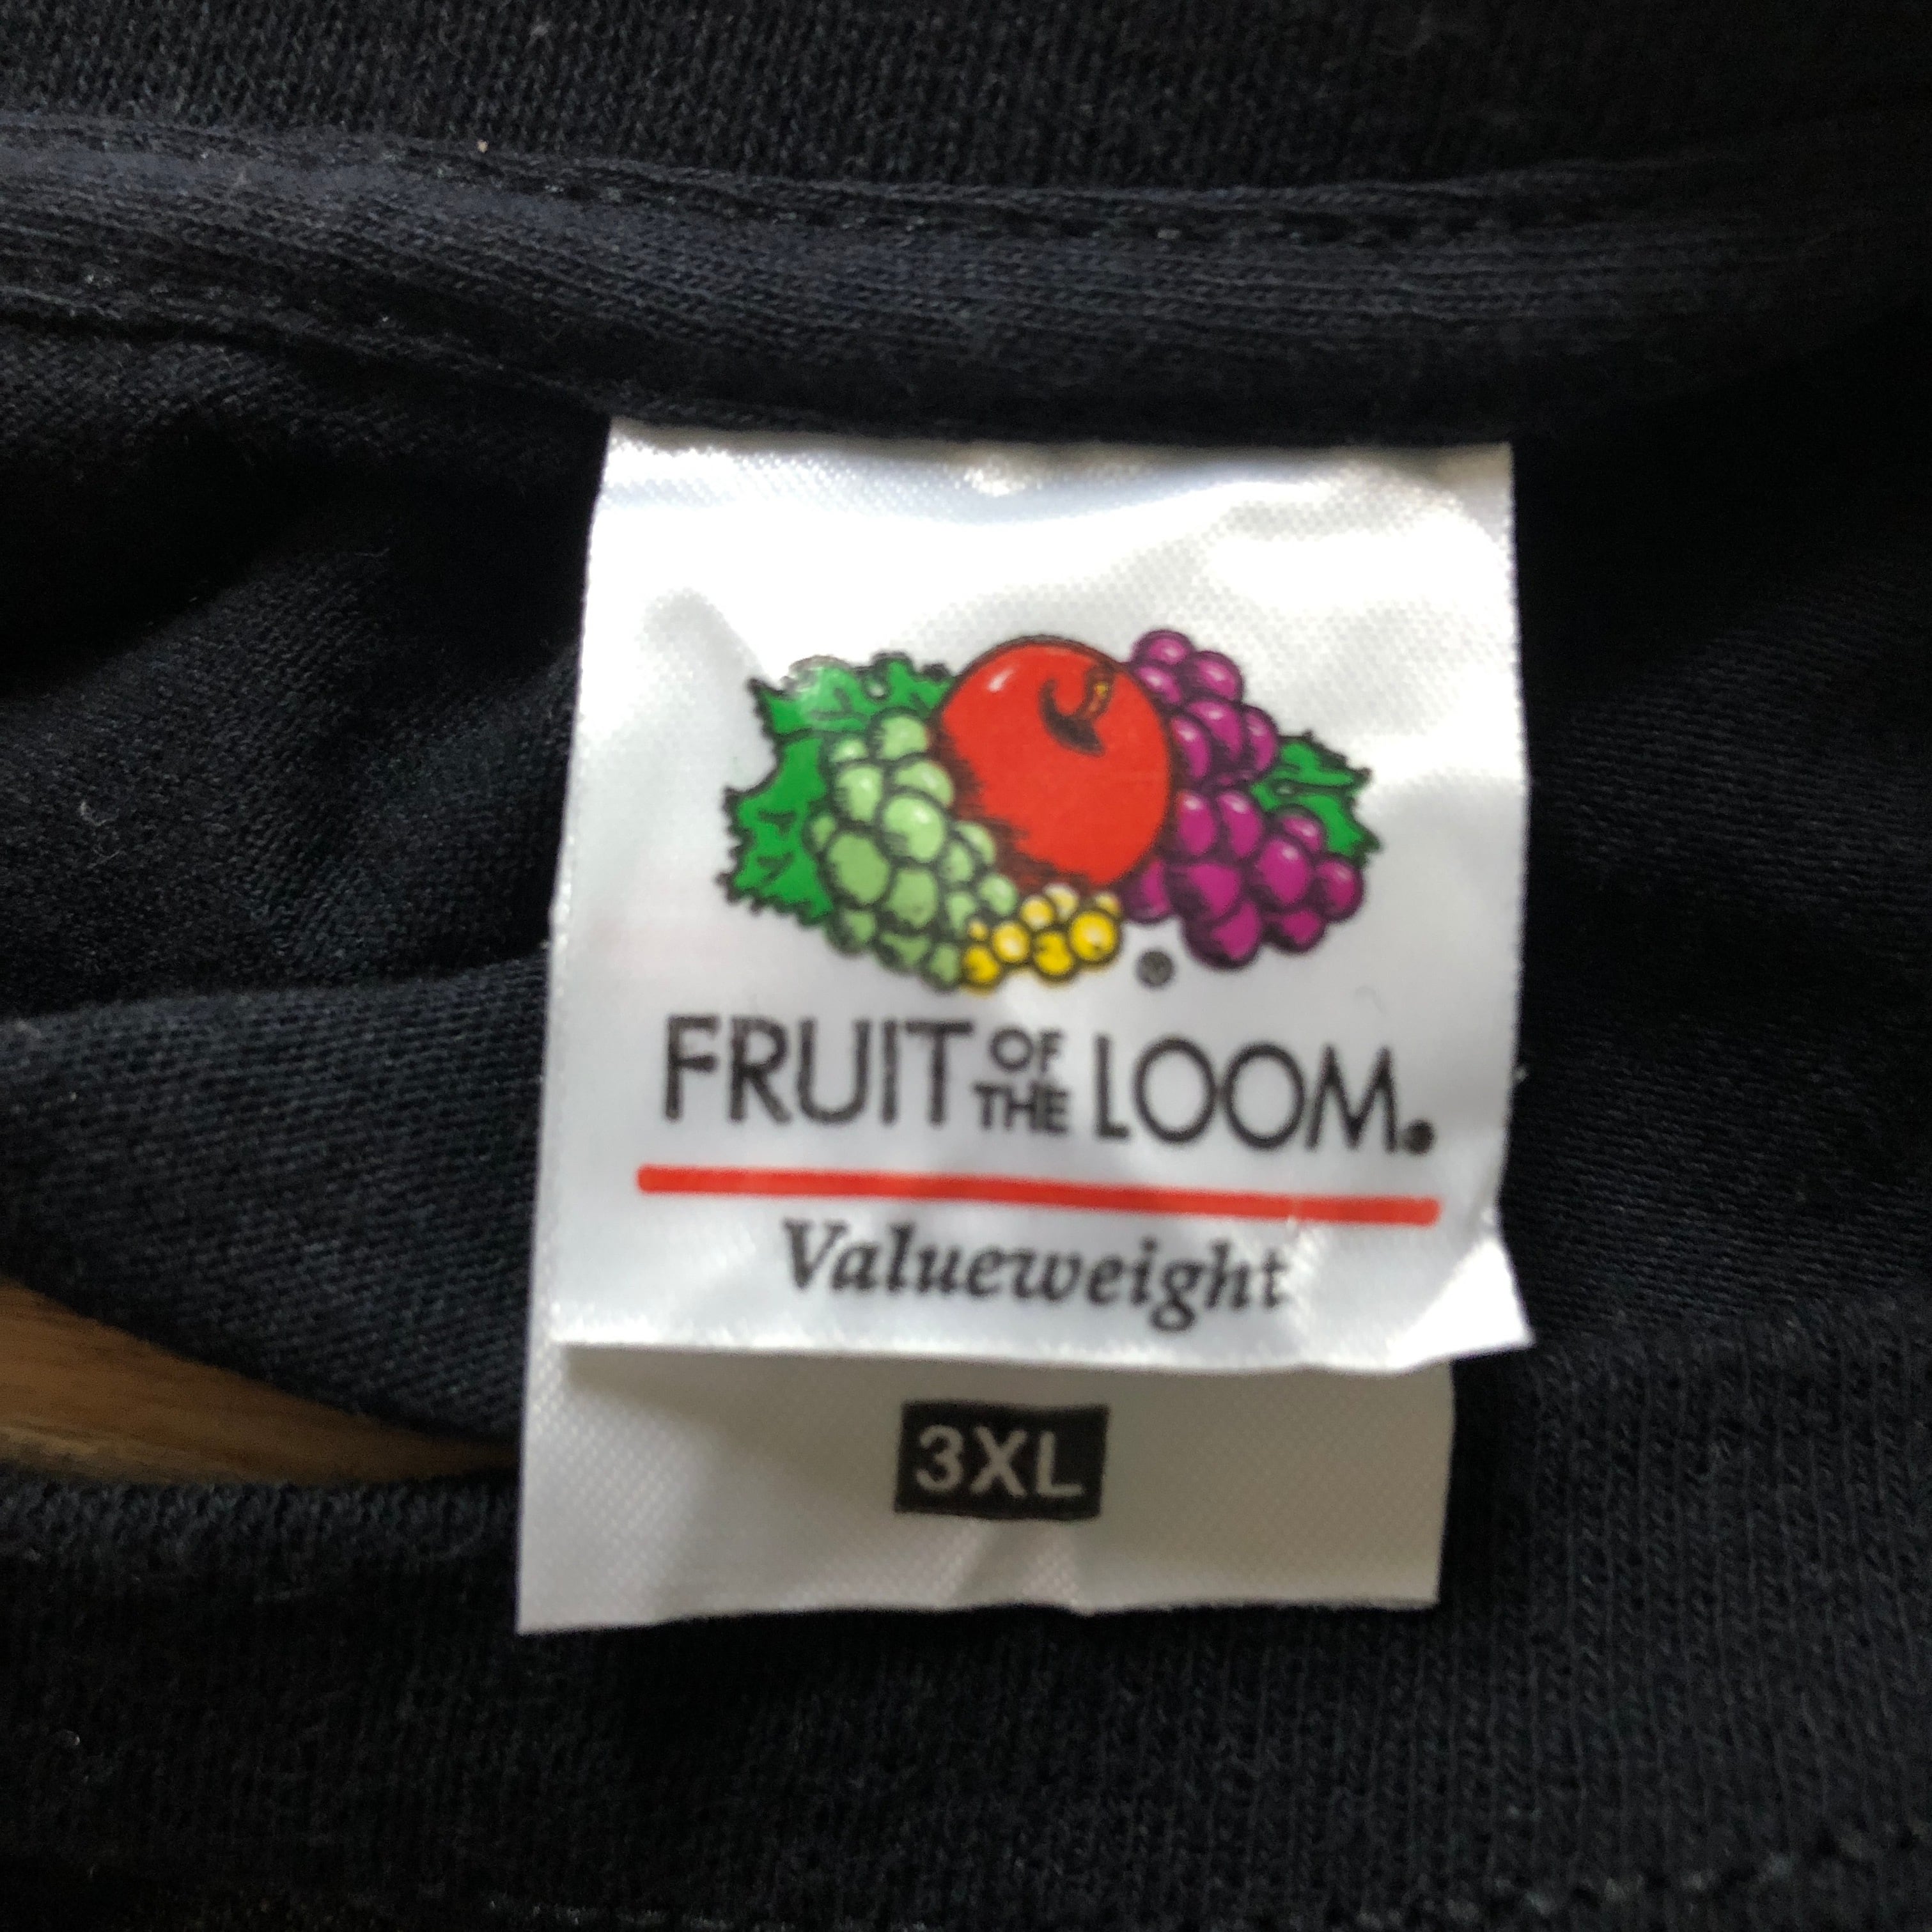 FRUIT OF THE LOOM.
Valueweight
3XL